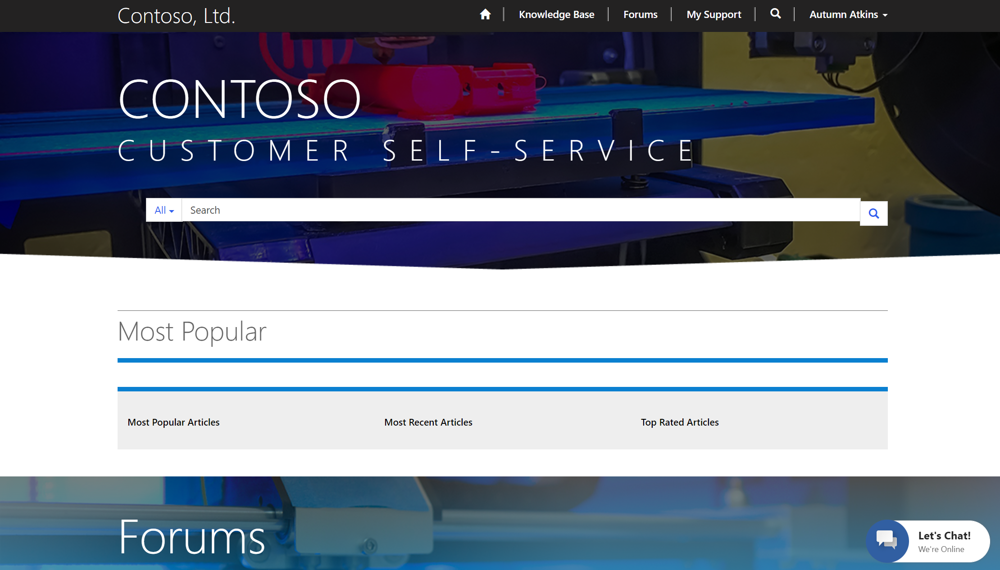 Contoso, Ltd.
Knowledge Base
Forums
My Support
Autumn Atkins
CONTOSO
CUSTOMER SELF-SERVICE
All
Search
Most Popular
Most Popular Articles
Most Recent Articles
Top Rated Articles
Forums
Let's Chat!
We're Online